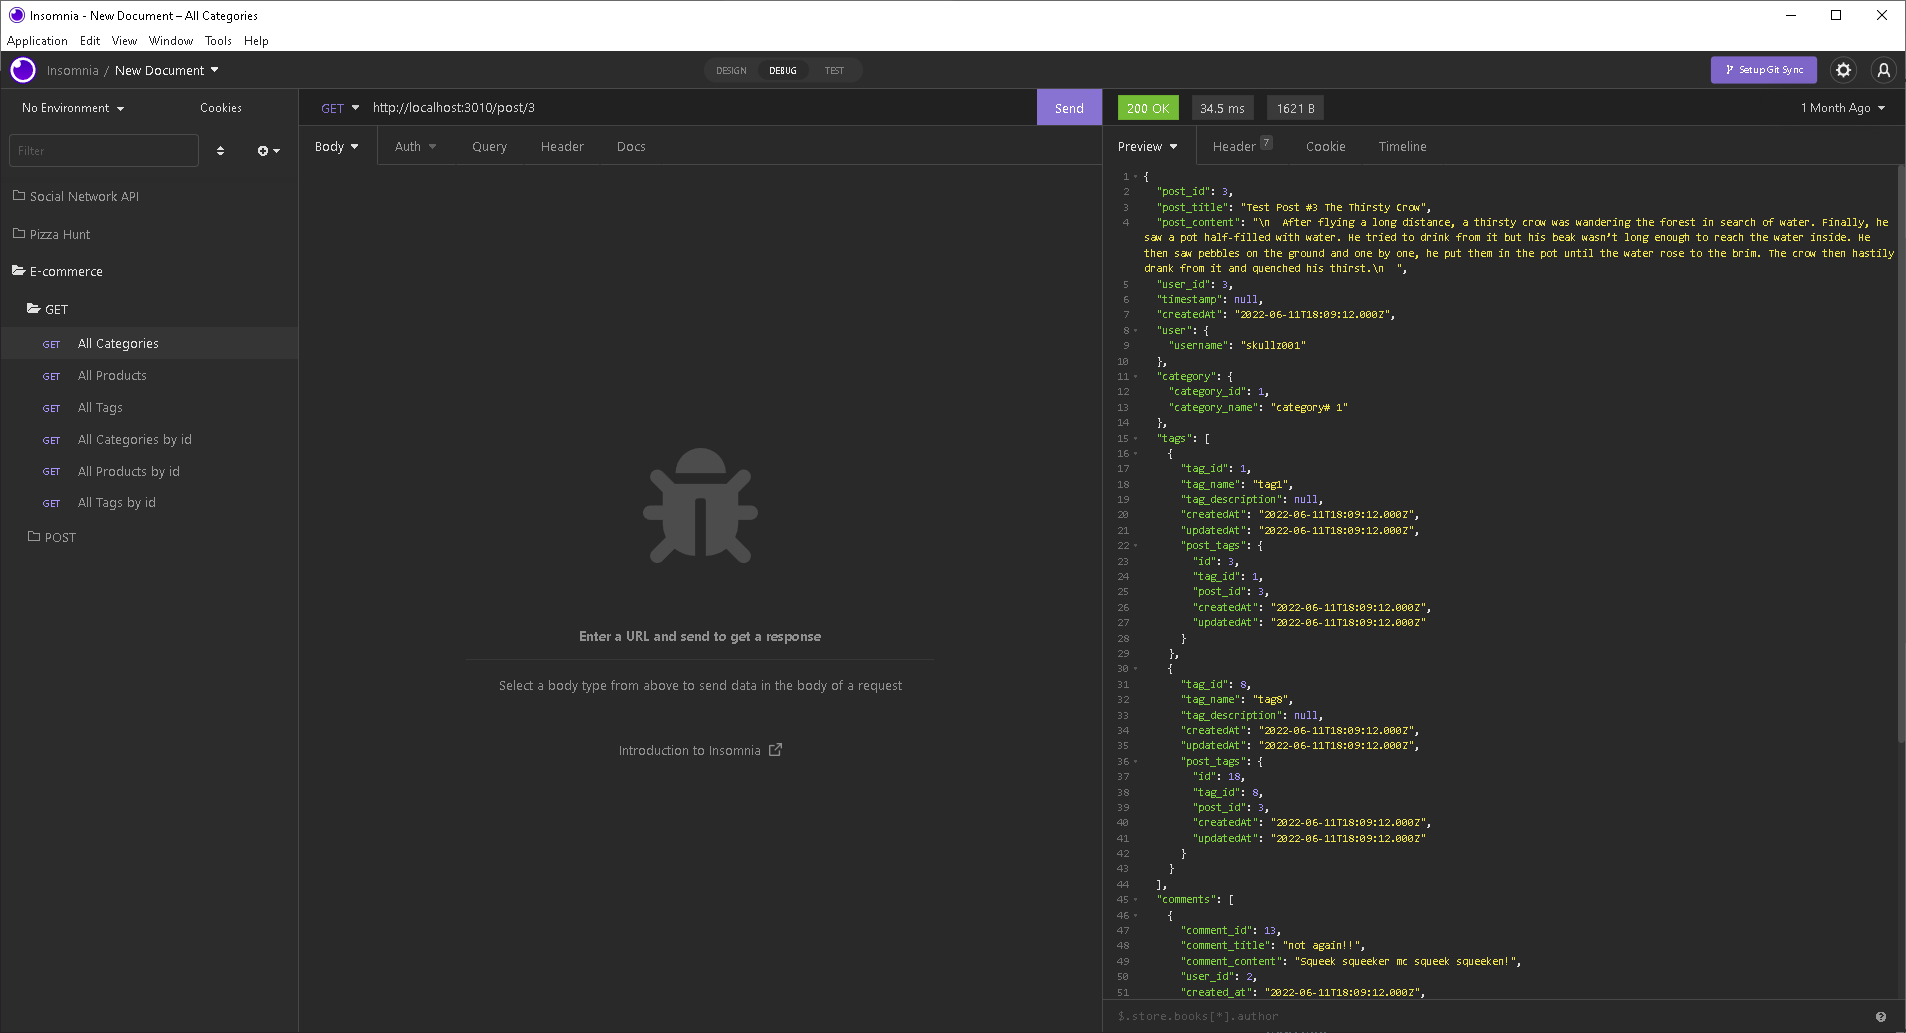 Insomnia - New Document – All Categories
Application Edit View Window Tools Help
Insomnia / New Document
DESIGN DEBUG TEST
Setup Git Sync
No Environment Cookies
Filter
Social Network API
Pizza Hunt
E-commerce
GET
GET All Categories
GET All Products
GET All Tags
GET All Categories by id
GET All Products by id
GET All Tags by id
POST
GET http://localhost:3010/post/3 Send
Body Auth Query Header Docs
Enter a URL and send to get a response
Select a body type from above to send data in the body of a request
Introduction to Insomnia
200 OK 34.5 ms 1621 B 1 Month Ago
Preview Header 7 Cookie Timeline
1 {
2 "post_id": 3,
3 "post_title": "Test Post #3 The Thirsty Crow",
4 "post_content": "\n  After flying a long distance, a thirsty crow was wandering the forest in search of water. Finally, he
saw a pot half-filled with water. He tried to drink from it but his beak wasn’t long enough to reach the water inside. He
then saw pebbles on the ground and one by one, he put them in the pot until the water rose to the brim. The crow then hastily
drank from it and quenched his thirst.\n  ",
5 "user_id": 3,
6 "timestamp": null,
7 "createdAt": "2022-06-11T18:09:12.000Z",
8 "user": {
9 "username": "skullz001"
10 },
11 "category": {
12 "category_id": 1,
13 "category_name": "category# 1"
14 },
15 "tags": [
16 {
17 "tag_id": 1,
18 "tag_name": "tag1",
19 "tag_description": null,
20 "createdAt": "2022-06-11T18:09:12.000Z",
21 "updatedAt": "2022-06-11T18:09:12.000Z",
22 "post_tags": {
23 "id": 3,
24 "tag_id": 1,
25 "post_id": 3,
26 "createdAt": "2022-06-11T18:09:12.000Z",
27 "updatedAt": "2022-06-11T18:09:12.000Z"
28 }
29 },
30 {
31 "tag_id": 8,
32 "tag_name": "tag8",
33 "tag_description": null,
34 "createdAt": "2022-06-11T18:09:12.000Z",
35 "updatedAt": "2022-06-11T18:09:12.000Z",
36 "post_tags": {
37 "id": 18,
38 "tag_id": 8,
39 "post_id": 3,
40 "createdAt": "2022-06-11T18:09:12.000Z",
41 "updatedAt": "2022-06-11T18:09:12.000Z"
42 }
43 }
44 ],
45 "comments": [
46 {
47 "comment_id": 13,
48 "comment_title": "not again!!",
49 "comment_content": "Squeek squeeker mc squeek squeeken!",
50 "user_id": 2,
51 "created_at": "2022-06-11T18:09:12.000Z",
$.store.books[*].author